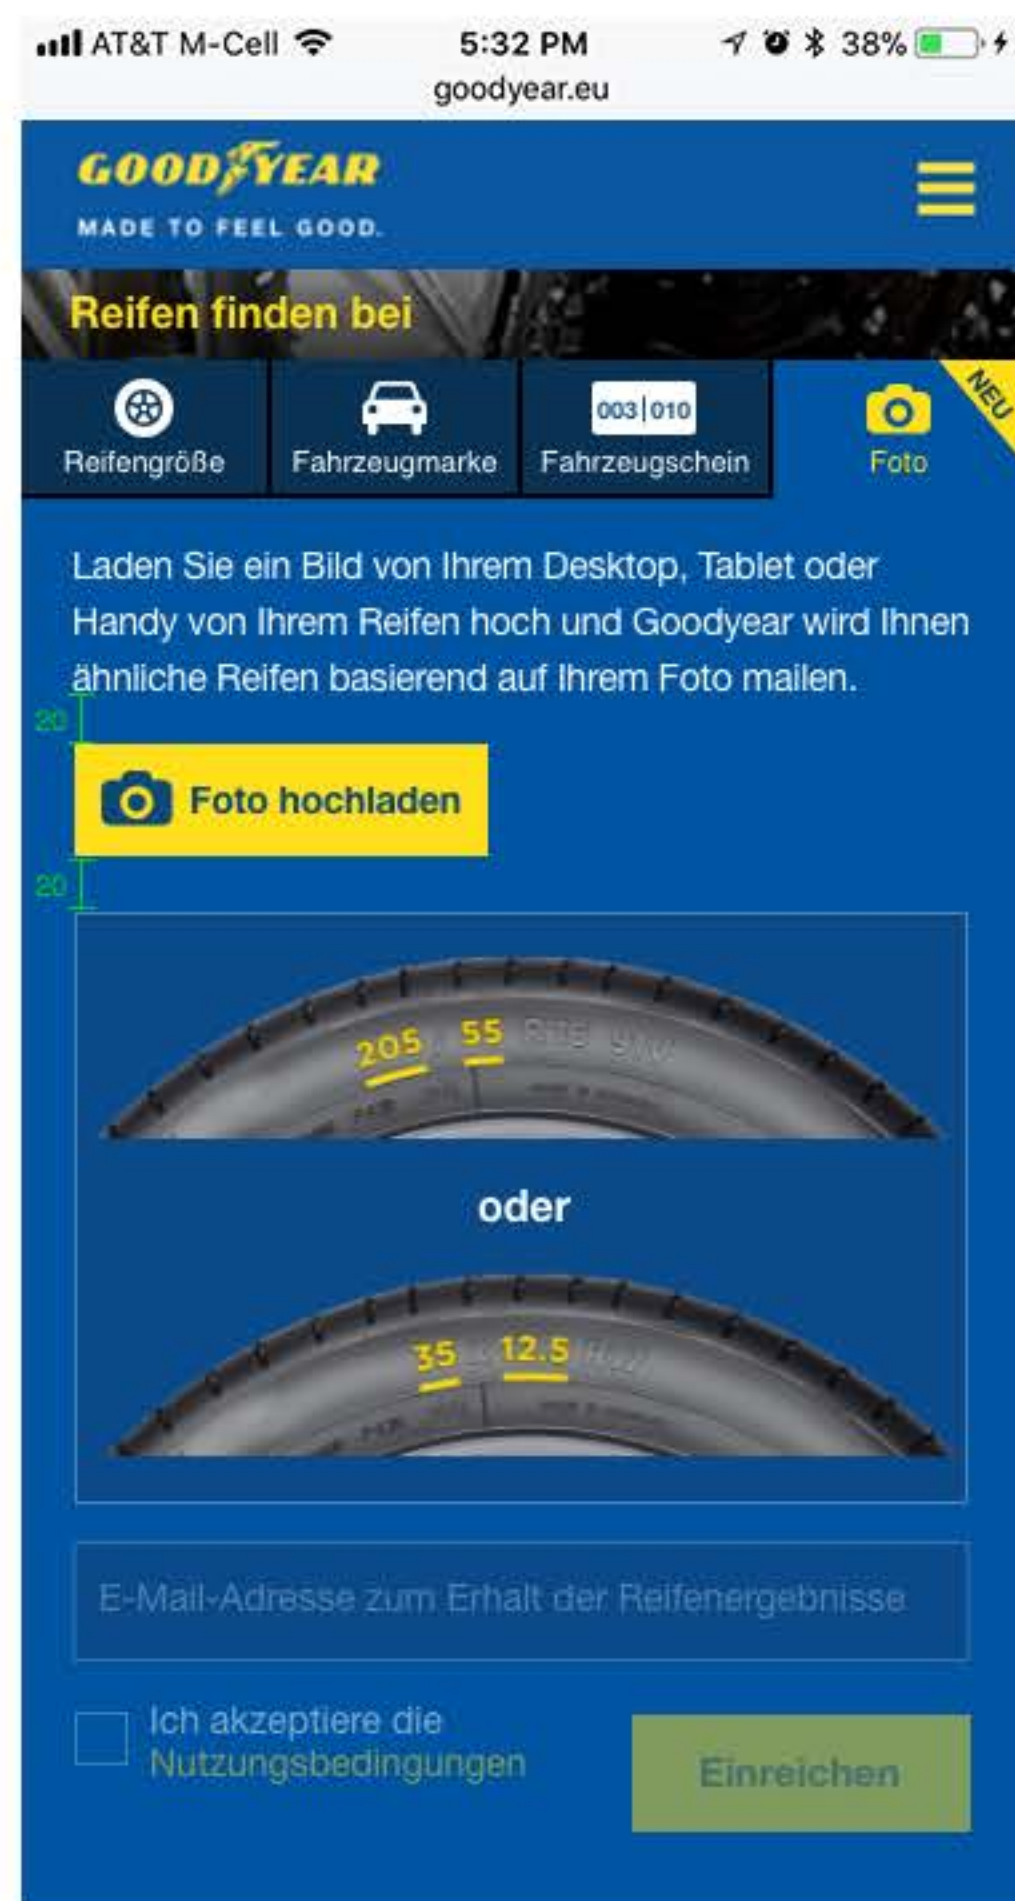 AT&T M-Cell 5:32 PM 38%
goodyear.eu
GOODYEAR
MADE TO FEEL GOOD.
Reifen finden bei
003|010
NEU
Reifengröße Fahrzeugmarke Fahrzeugschein Foto
Laden Sie ein Bild von Ihrem Desktop, Tablet oder
Handy von Ihrem Reifen hoch und Goodyear wird Ihnen
ähnliche Reifen basierend auf Ihrem Foto mailen.
20
Foto hochladen
20
205 55
oder
35 12.5
E-Mail-Adresse zum Erhalt der Reifenergebnisse
Ich akzeptiere die
Nutzungsbedingungen
Einreichen